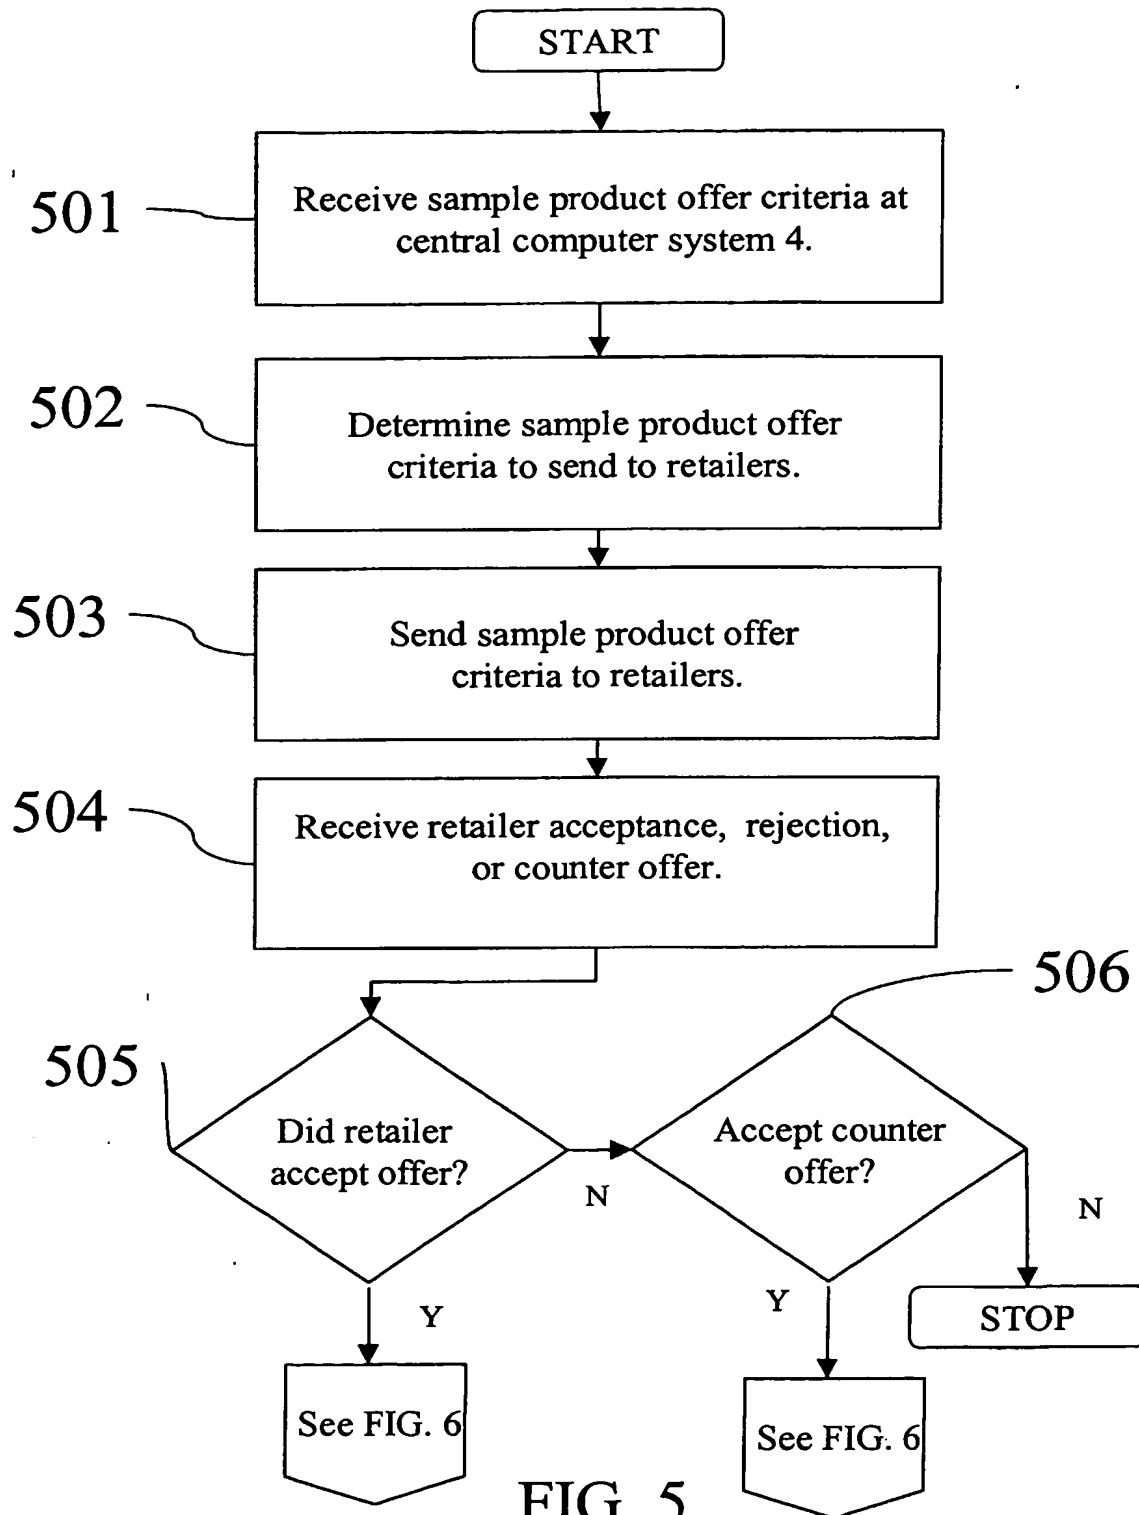 START
501
Receive sample product offer criteria at
central computer system 4.
502
Determine sample product offer
criteria to send to retailers.
503
Send sample product offer
criteria to retailers.
504
Receive retailer acceptance, rejection,
or counter offer.
506
505
Did retailer
accept offer?
N
Accept counter
offer?
N
Y
Y
STOP
See FIG. 6
See FIG. 6
FIG. 5